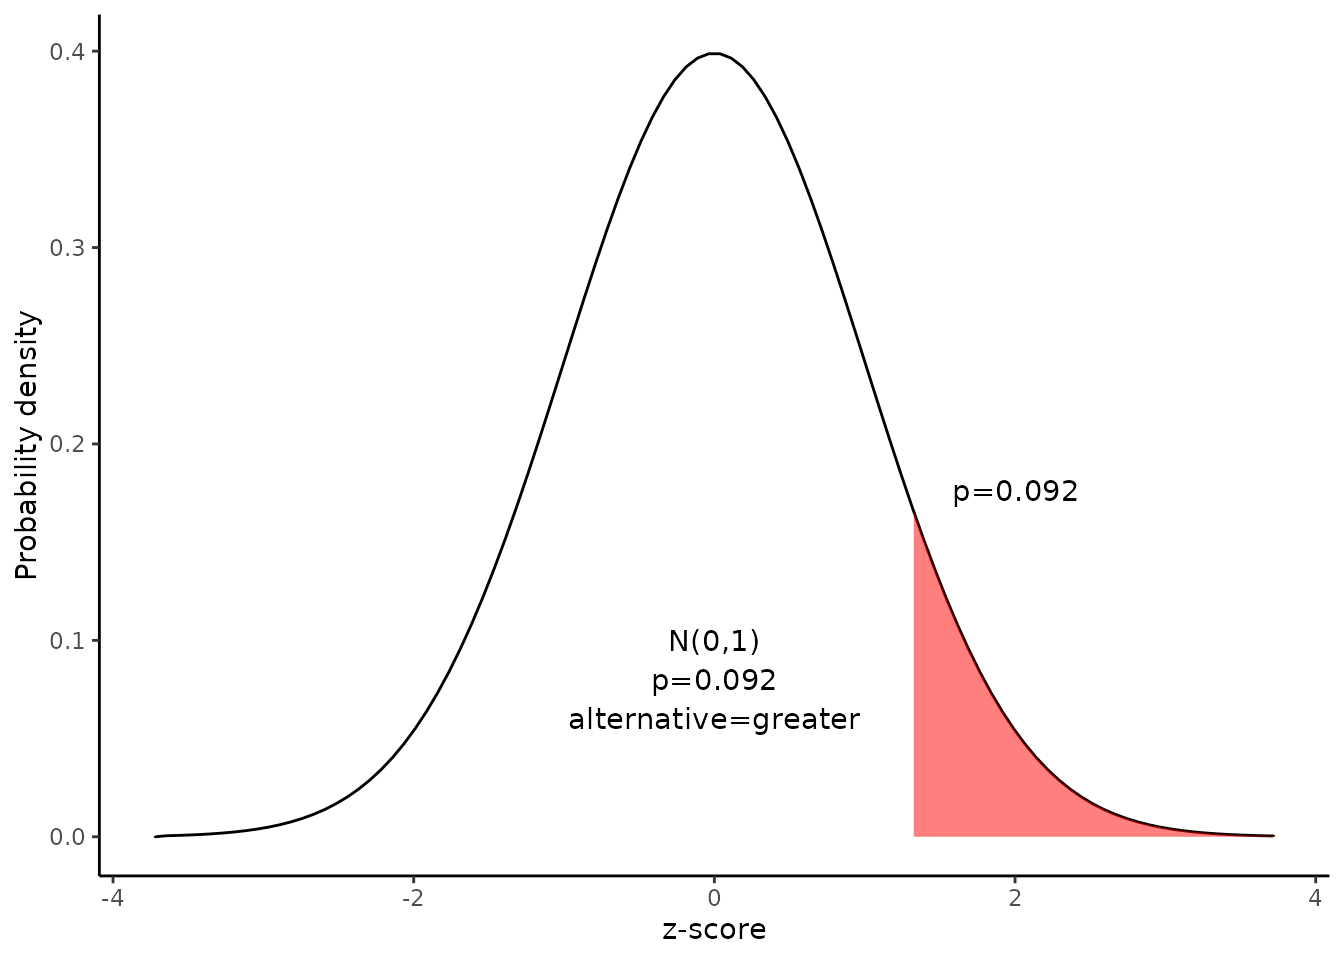 0.4
0.3
0.2
0.1
0.0
Probability density
p=0.092
N(0,1)
p=0.092
alternative=greater
-4
-2
0
2
4
z-score